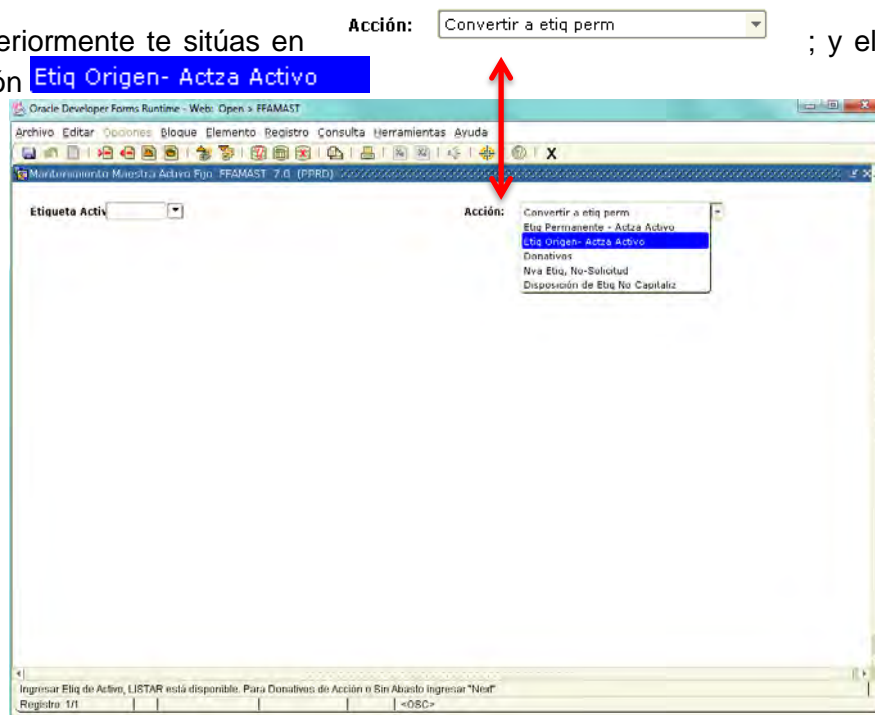 eriormente te sitúas en Acción: Convertir a etiq perm ; y el
ón Etiq Origen- Actza Activo
Oracle Developer Forms Runtime - Web: Open > FFAMAST
Archivo Editar Opciones Bloque Elemento Registro Consulta Herramientas Ayuda
X
Mantenimiento Maestra Activo Fijo FFAMAST 7.0 (PPRD)
Etiqueta Activ Acción: Convertir a etiq perm
Etiq Permanente - Actza Activo
Etiq Origen- Actza Activo
Donativos
Nva Etiq, No-Solicitud
Disposición de Etiq No Capitaliz
Ingresar Etiq de Activo, LISTAR está disponible. Para Donativos de Acción o Sin Abasto ingresar "Next"
Registro: 1/1 <OSC>